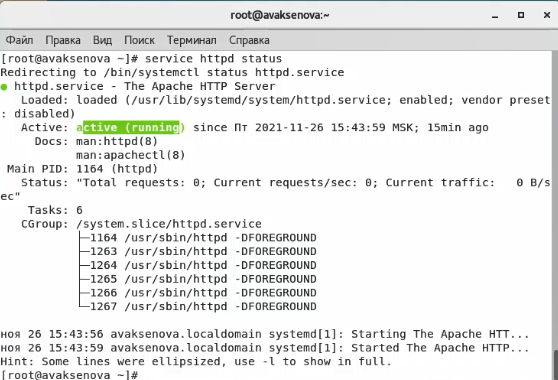 root@avaksenova:~
Файл Правка Вид Поиск Терминал Справка
[root@avaksenova ~]# service httpd status
Redirecting to /bin/systemctl status httpd.service
● httpd.service - The Apache HTTP Server
   Loaded: loaded (/usr/lib/systemd/system/httpd.service; enabled; vendor preset
: disabled)
   Active: active (running) since Пт 2021-11-26 15:43:59 MSK; 15min ago
     Docs: man:httpd(8)
           man:apachectl(8)
 Main PID: 1164 (httpd)
   Status: "Total requests: 0; Current requests/sec: 0; Current traffic:   0 B/s
ec"
    Tasks: 6
   CGroup: /system.slice/httpd.service
           ├─1164 /usr/sbin/httpd -DFOREGROUND
           ├─1263 /usr/sbin/httpd -DFOREGROUND
           ├─1264 /usr/sbin/httpd -DFOREGROUND
           ├─1265 /usr/sbin/httpd -DFOREGROUND
           ├─1266 /usr/sbin/httpd -DFOREGROUND
           └─1267 /usr/sbin/httpd -DFOREGROUND
ноя 26 15:43:56 avaksenova.localdomain systemd[1]: Starting The Apache HTT...
ноя 26 15:43:59 avaksenova.localdomain systemd[1]: Started The Apache HTTP...
Hint: Some lines were ellipsized, use -l to show in full.
[root@avaksenova ~]#